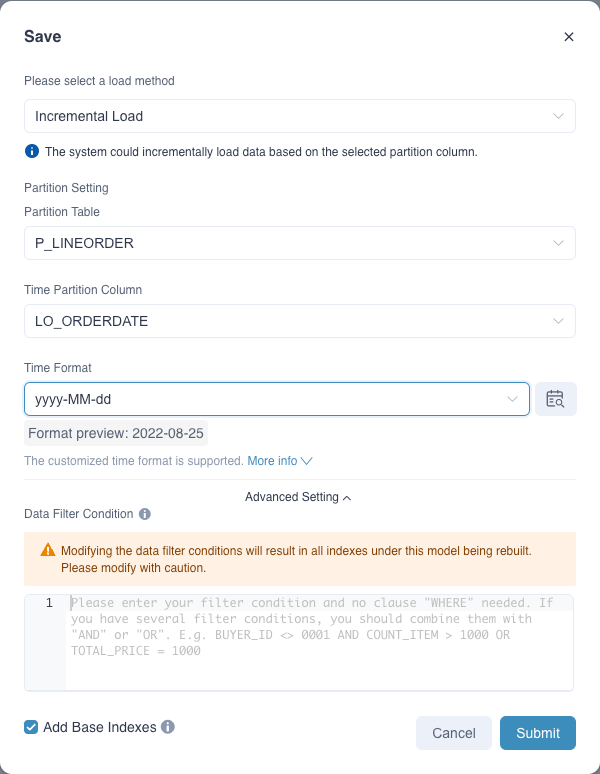 Save
Please select a load method
Incremental Load
The system could incrementally load data based on the selected partition column.
Partition Setting
Partition Table
P_LINEORDER
Time Partition Column
LO_ORDERDATE
Time Format
yyyy-MM-dd
Format preview: 2022-08-25
The customized time format is supported. More info
Advanced Setting
Data Filter Condition
Modifying the data filter conditions will result in all indexes under this model being rebuilt.
Please modify with caution.
1 Please enter your filter condition and no clause "WHERE" needed. If
you have several filter conditions, you should combine them with
"AND" or "OR". E.g. BUYER_ID <> 0001 AND COUNT_ITEM > 1000 OR
TOTAL_PRICE = 1000
Add Base Indexes
Cancel Submit